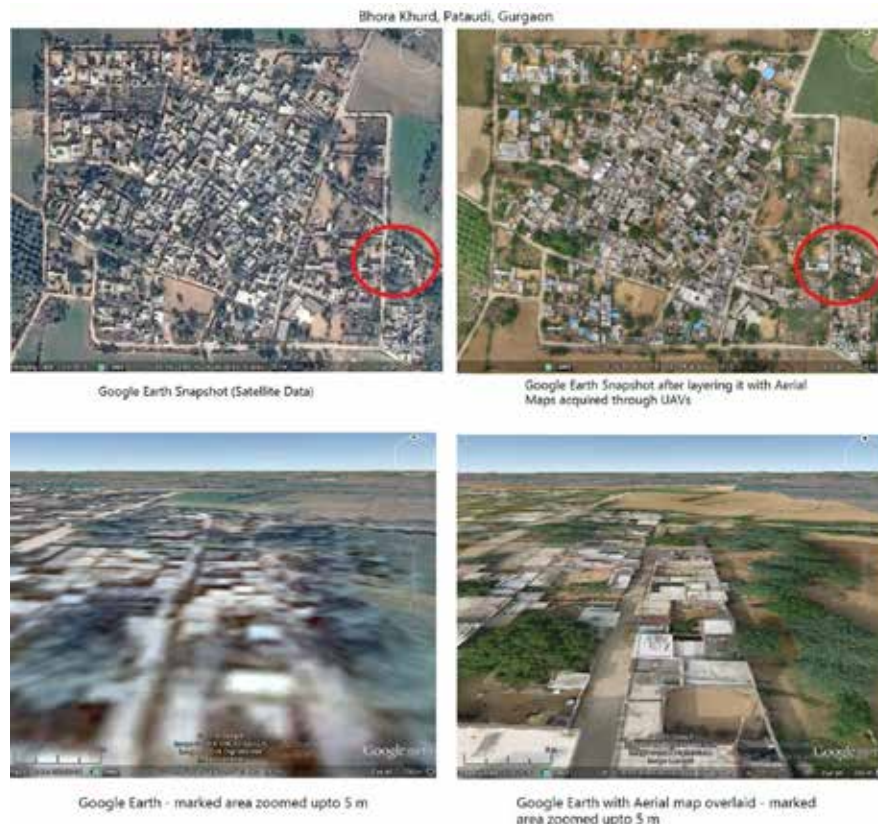 Bhora Khurd, Pataudi, Gurgaon
Google Earth Snapshot (Satellite Data)
Google Earth Snapshot after layering it with Aerial
Maps acquired through UAVs
Google
Google
Google Earth - marked area zoomed upto 5 m
Google Earth with Aerial map overlaid - marked
area zoomed upto 5 m